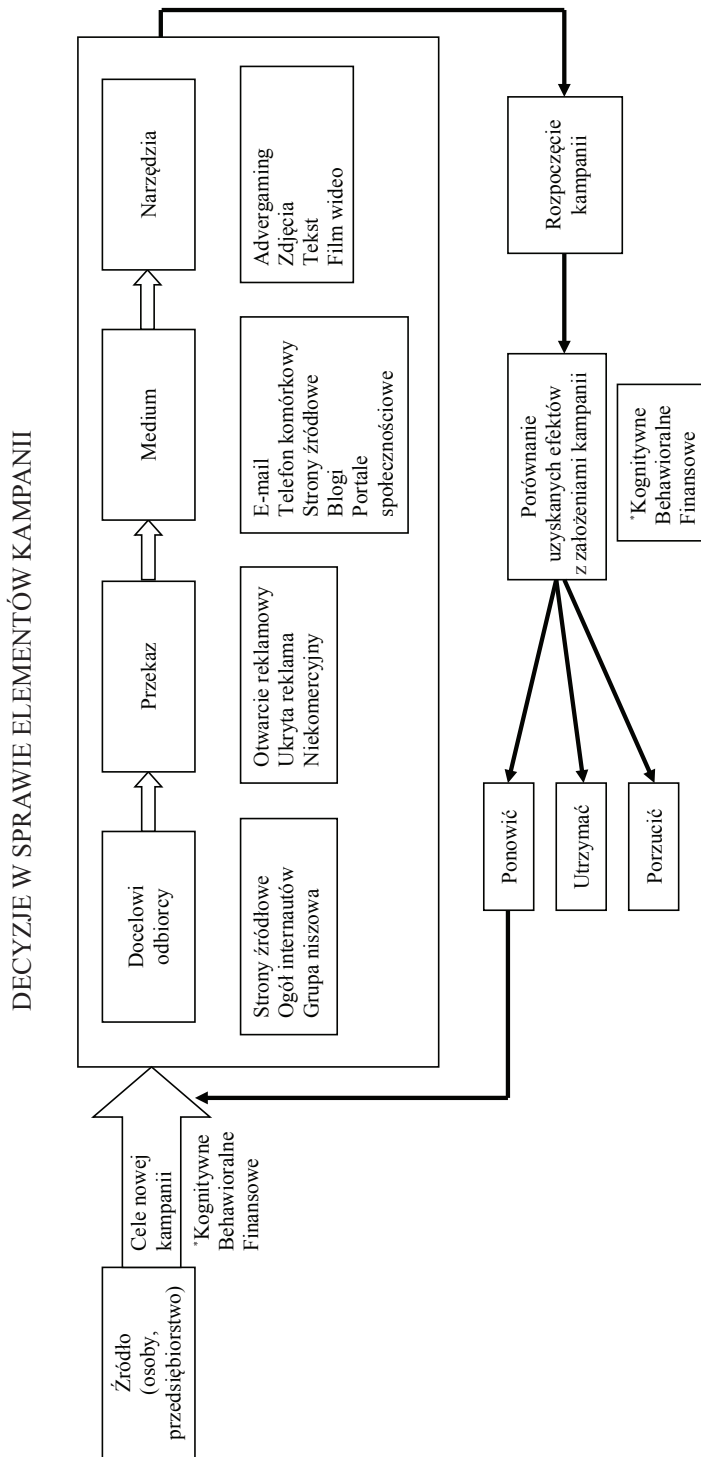 DECYZJE W SPRAWIE ELEMENTÓW KAMPANII
Źródło
(osoby,
przedsiębiorstwo)
Cele nowej
kampanii
*Kognitywne
Behawioralne
Finansowe
Docelowi
odbiorcy
Przekaz
Medium
Narzędzia
Strony źródłowe
Ogół internautów
Grupa niszowa
Otwarcie reklamowy
Ukryta reklama
Niekomercyjny
E-mail
Telefon komórkowy
Strony źródłowe
Blogi
Portale
społecznościowe
Advergaming
Zdjęcia
Tekst
Film wideo
Ponowić
Utrzymać
Porzucić
Porównanie
uzyskanych efektów
z założeniami kampanii
*Kognitywne
Behawioralne
Finansowe
Rozpoczęcie
kampanii